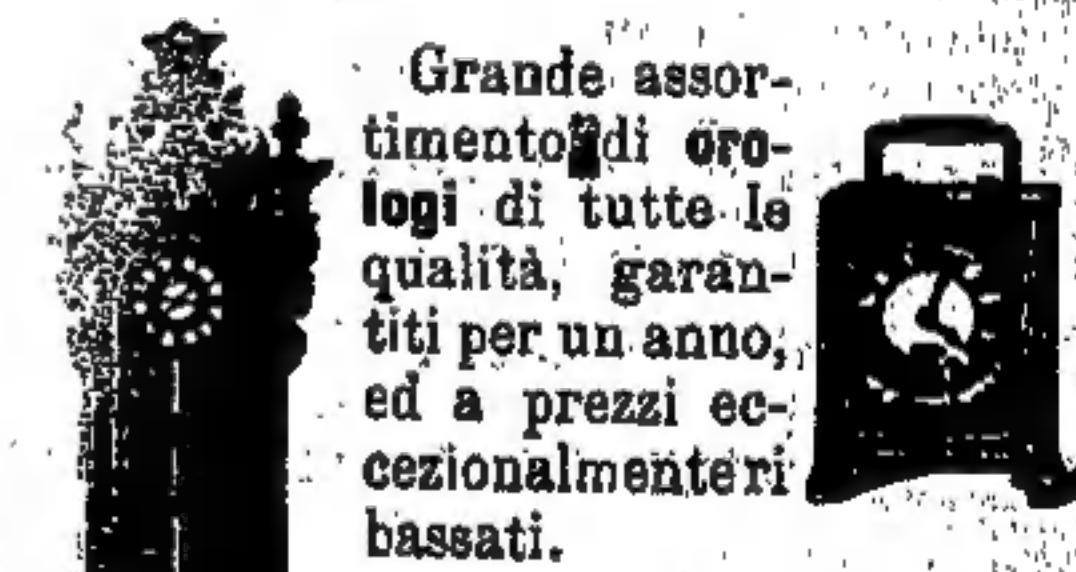 Grande assor-
timento di oro-
logi di tutte le
qualità, garan-
titi per un anno,
ed a prezzi ec-
cezionalmente ri
bassati.